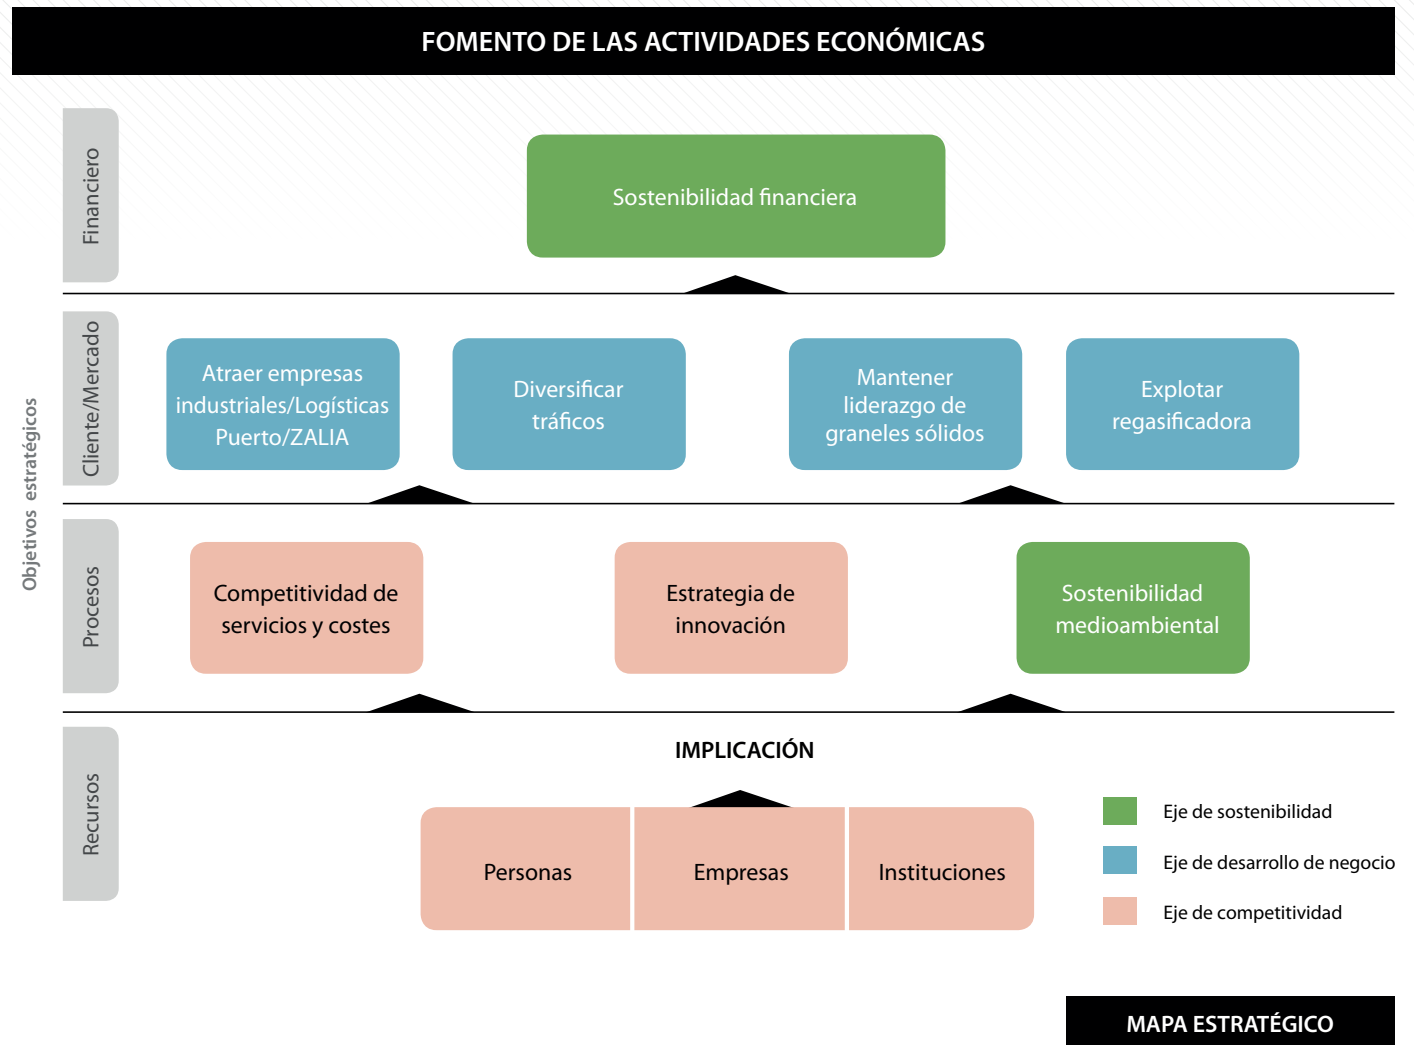 FOMENTO DE LAS ACTIVIDADES ECONÓMICAS
Objetivos estratégicos
Financiero
Sostenibilidad financiera
Cliente/Mercado
Atraer empresas
industriales/Logísticas
Puerto/ZALIA
Diversificar
tráficos
Mantener
liderazgo de
graneles sólidos
Explotar
regasificadora
Procesos
Competitividad de
servicios y costes
Estrategia de
innovación
Sostenibilidad
medioambiental
Recursos
IMPLICACIÓN
Personas
Empresas
Instituciones
Eje de sostenibilidad
Eje de desarrollo de negocio
Eje de competitividad
MAPA ESTRATÉGICO